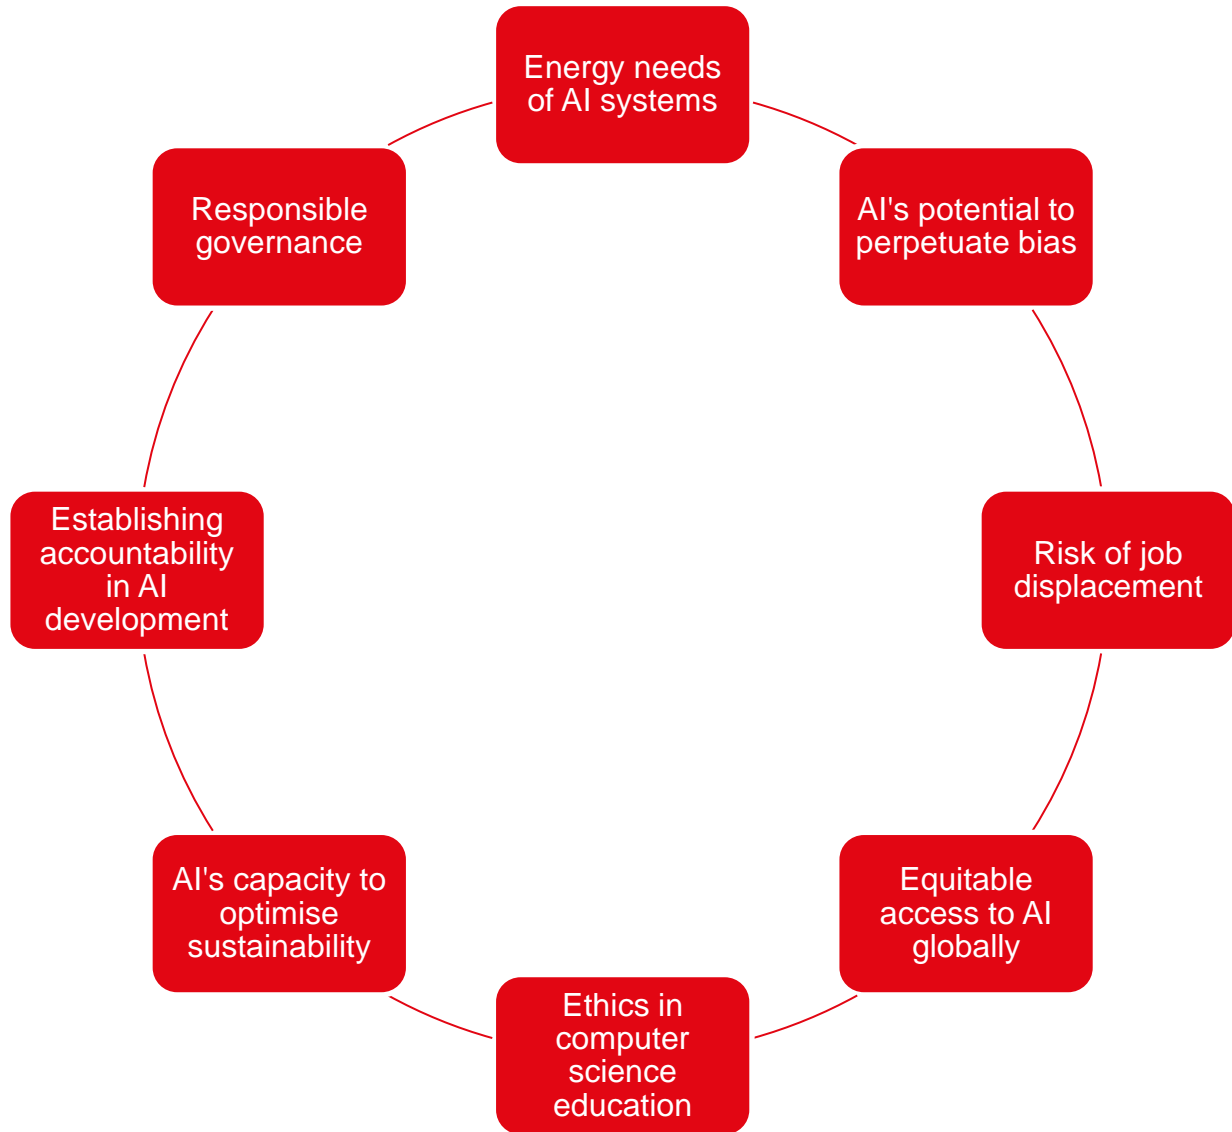 Energy needs
of AI systems
AI's potential to
perpetuate bias
Risk of job
displacement
Equitable
access to AI
globally
Ethics in
computer
science
education
AI's capacity to
optimise
sustainability
Establishing
accountability
in AI
development
Responsible
governance